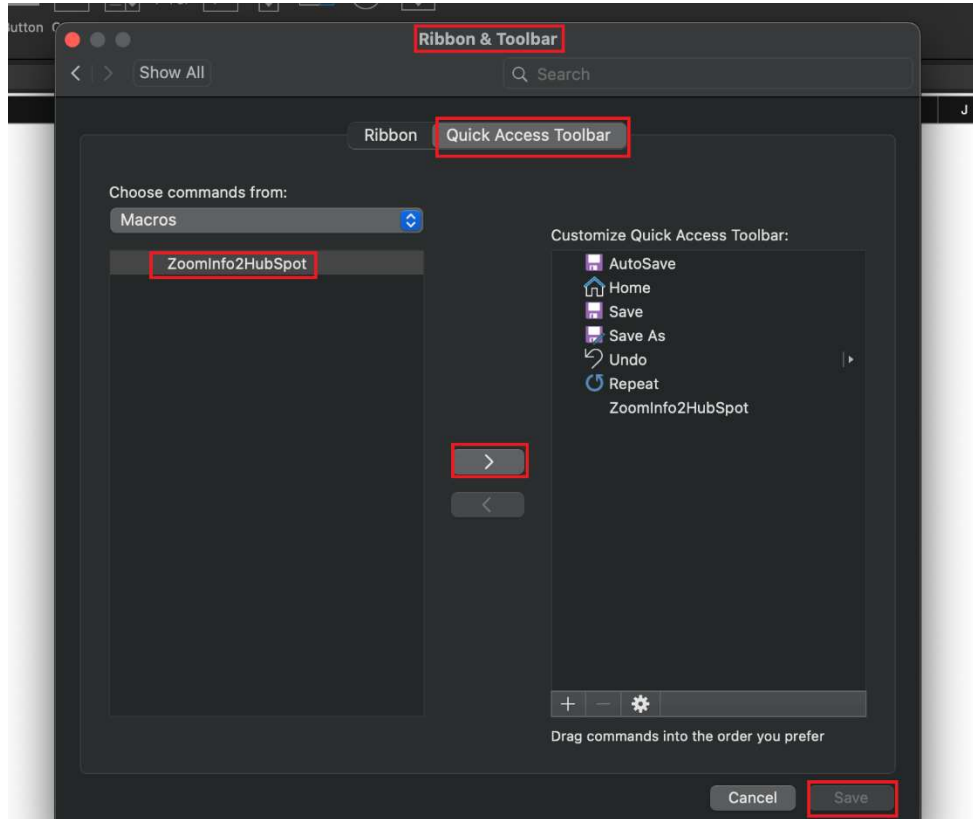 utton
Ribbon & Toolbar
Show All
Search
J
Ribbon
Quick Access Toolbar
Choose commands from:
Macros
Customize Quick Access Toolbar:
ZoomInfo2HubSpot
AutoSave
Home
Save
Save As
Undo
Repeat
ZoomInfo2HubSpot
Drag commands into the order you prefer
Cancel
Save